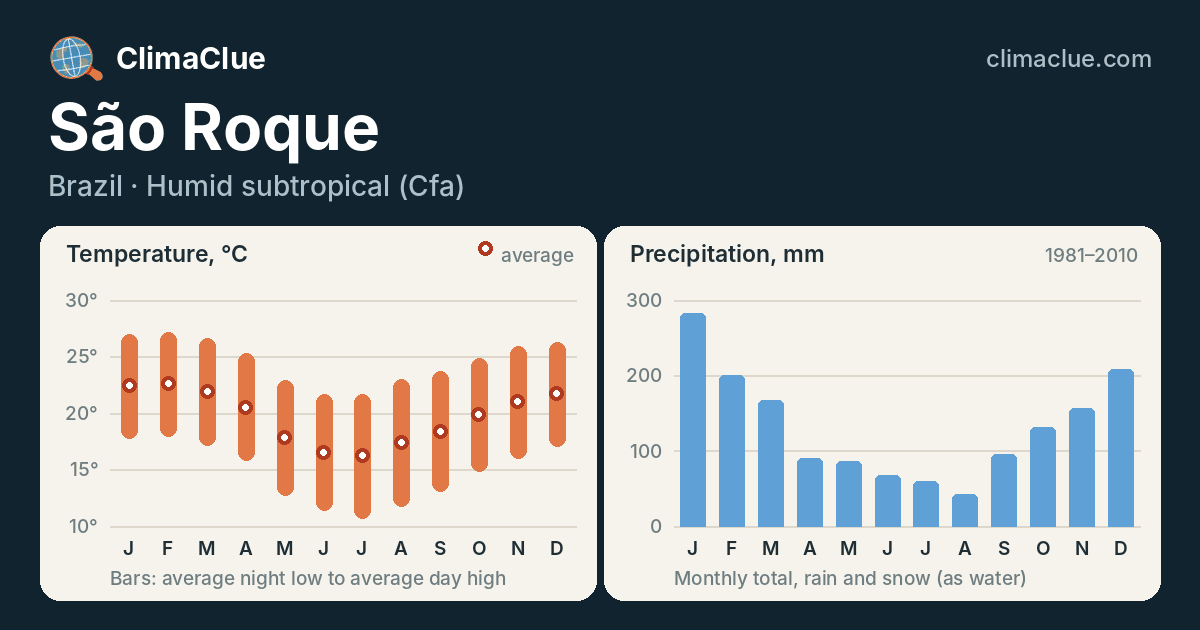 ClimaClue
climaclue.com
São Roque
Brazil · Humid subtropical (Cfa)
Temperature, °C
average
30°
25°
20°
15°
10°
J F M A M J J A S O N D
Bars: average night low to average day high
Precipitation, mm
1981–2010
300
200
100
0
J F M A M J J A S O N D
Monthly total, rain and snow (as water)